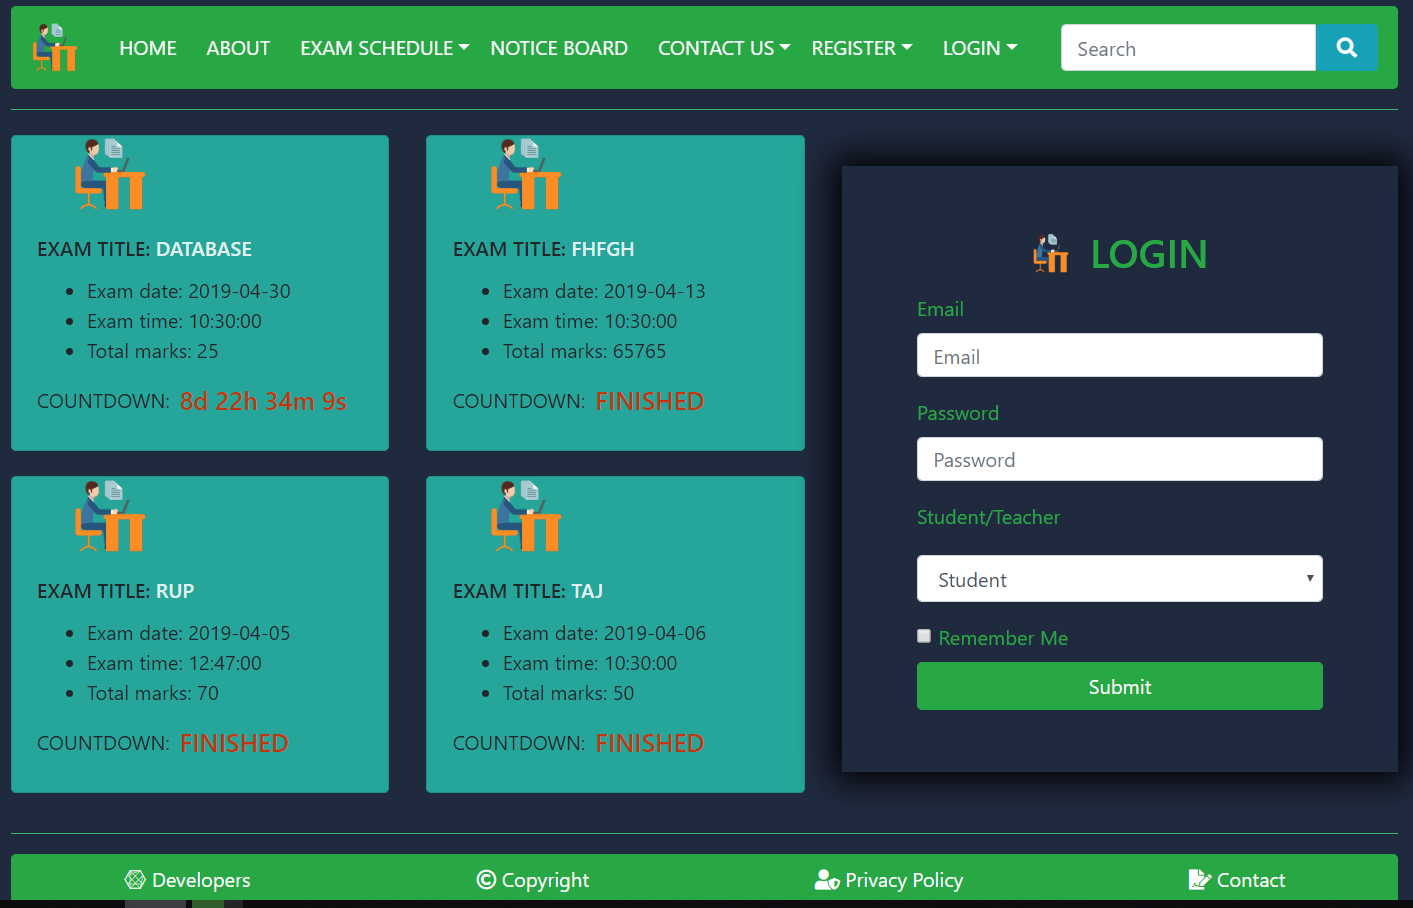 HOME ABOUT EXAM SCHEDULE NOTICE BOARD CONTACT US REGISTER LOGIN Search
EXAM TITLE: DATABASE
Exam date: 2019-04-30
Exam time: 10:30:00
Total marks: 25
COUNTDOWN: 8d 22h 34m 9s
EXAM TITLE: FHFGH
Exam date: 2019-04-13
Exam time: 10:30:00
Total marks: 65765
COUNTDOWN: FINISHED
EXAM TITLE: RUP
Exam date: 2019-04-05
Exam time: 12:47:00
Total marks: 70
COUNTDOWN: FINISHED
EXAM TITLE: TAJ
Exam date: 2019-04-06
Exam time: 10:30:00
Total marks: 50
COUNTDOWN: FINISHED
LOGIN
Email
Email
Password
Password
Student/Teacher
Student
Remember Me
Submit
Developers Copyright Privacy Policy Contact